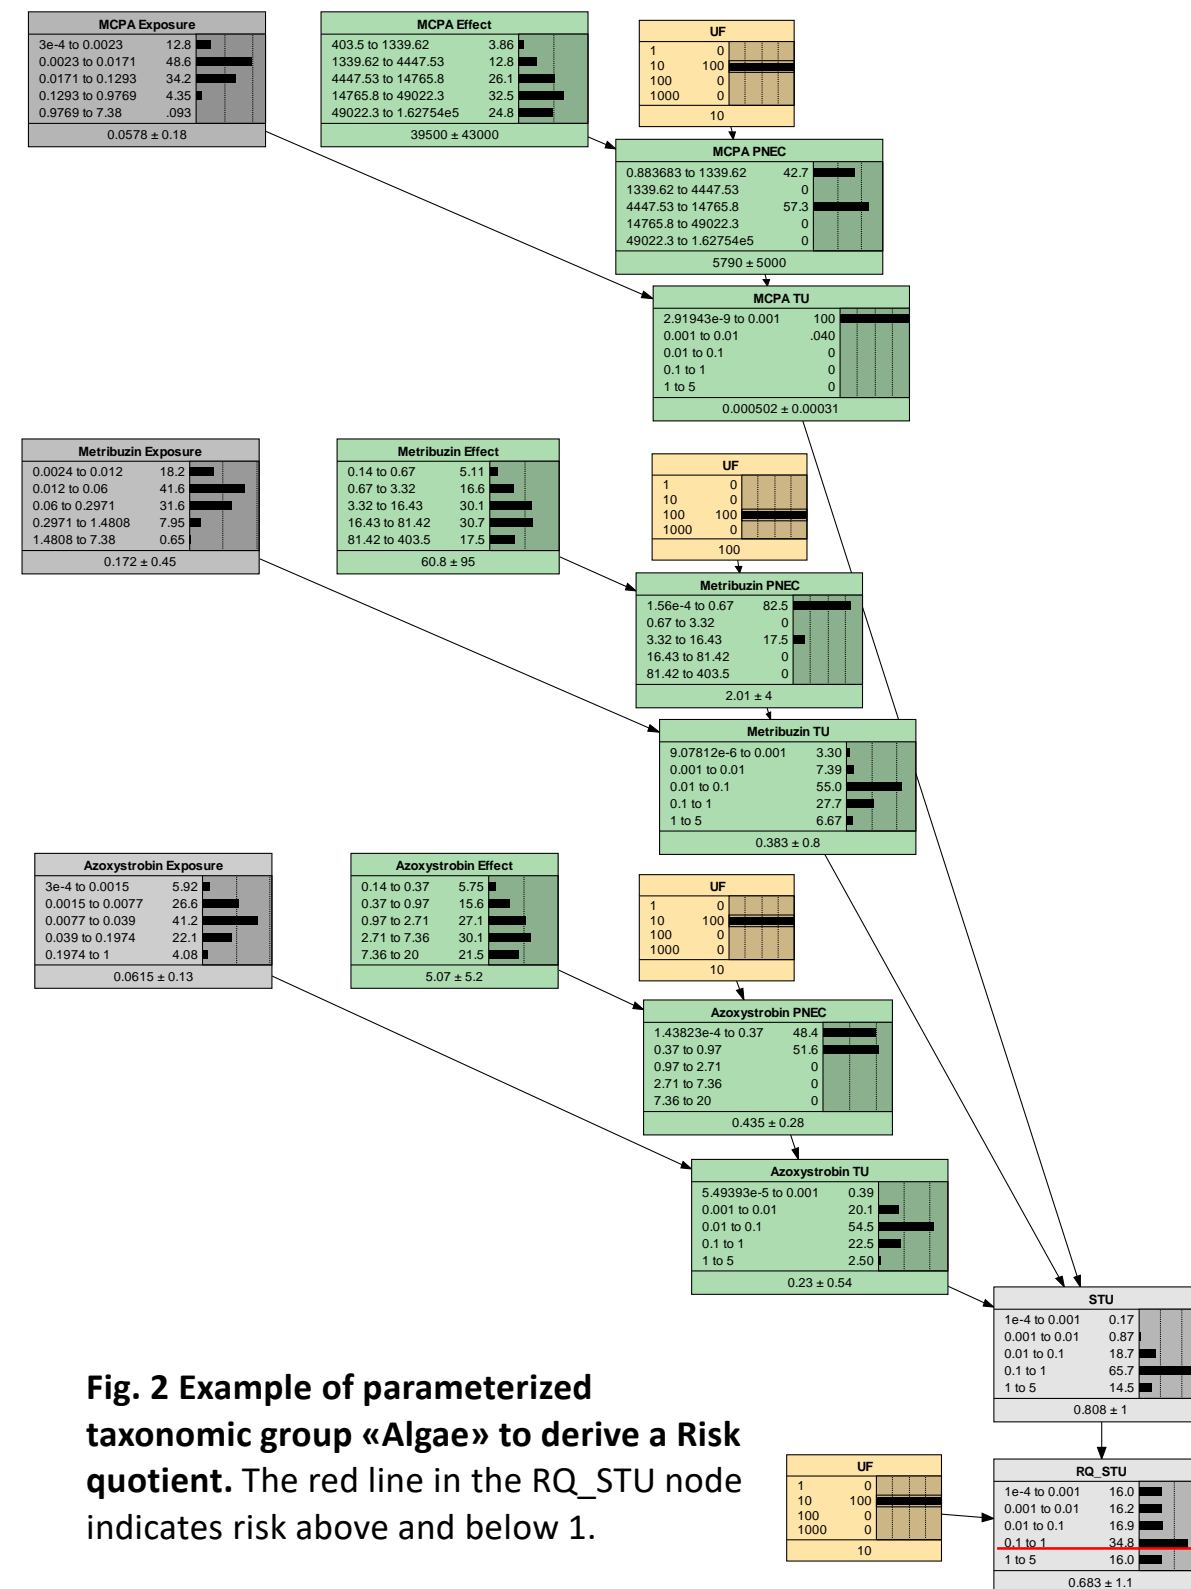 MCPA Exposure
3e-4 to 0.0023 12.8
0.0023 to 0.0171 48.6
0.0171 to 0.1293 34.2
0.1293 to 0.9769 4.35
0.9769 to 7.38 .093
0.0578 ± 0.18
MCPA Effect
403.5 to 1339.62 3.86
1339.62 to 4447.53 12.8
4447.53 to 14765.8 26.1
14765.8 to 49022.3 32.5
49022.3 to 1.62754e5 24.8
39500 ± 43000
UF
1 0
10 100
100 0
1000 0
10
MCPA PNEC
0.883683 to 1339.62 42.7
1339.62 to 4447.53 0
4447.53 to 14765.8 57.3
14765.8 to 49022.3 0
49022.3 to 1.62754e5 0
5790 ± 5000
MCPA TU
2.91943e-9 to 0.001 100
0.001 to 0.01 .040
0.01 to 0.1 0
0.1 to 1 0
1 to 5 0
0.000502 ± 0.00031
Metribuzin Exposure
0.0024 to 0.012 18.2
0.012 to 0.06 41.6
0.06 to 0.2971 31.6
0.2971 to 1.4808 7.95
1.4808 to 7.38 0.65
0.172 ± 0.45
Metribuzin Effect
0.14 to 0.67 5.11
0.67 to 3.32 16.6
3.32 to 16.43 30.1
16.43 to 81.42 30.7
81.42 to 403.5 17.5
60.8 ± 95
UF
1 0
10 0
100 100
1000 0
100
Metribuzin PNEC
1.56e-4 to 0.67 82.5
0.67 to 3.32 0
3.32 to 16.43 17.5
16.43 to 81.42 0
81.42 to 403.5 0
2.01 ± 4
Metribuzin TU
9.07812e-6 to 0.001 3.30
0.001 to 0.01 7.39
0.01 to 0.1 55.0
0.1 to 1 27.7
1 to 5 6.67
0.383 ± 0.8
Azoxystrobin Exposure
3e-4 to 0.0015 5.92
0.0015 to 0.0077 26.6
0.0077 to 0.039 41.2
0.039 to 0.1974 22.1
0.1974 to 1 4.08
0.0615 ± 0.13
Azoxystrobin Effect
0.14 to 0.37 5.75
0.37 to 0.97 15.6
0.97 to 2.71 27.1
2.71 to 7.36 30.1
7.36 to 20 21.5
5.07 ± 5.2
UF
1 0
10 100
100 0
1000 0
10
Azoxystrobin PNEC
1.43823e-4 to 0.37 48.4
0.37 to 0.97 51.6
0.97 to 2.71 0
2.71 to 7.36 0
7.36 to 20 0
0.435 ± 0.28
Azoxystrobin TU
5.49393e-5 to 0.001 0.39
0.001 to 0.01 20.1
0.01 to 0.1 54.5
0.1 to 1 22.5
1 to 5 2.50
0.23 ± 0.54
STU
1e-4 to 0.001 0.17
0.001 to 0.01 0.87
0.01 to 0.1 18.7
0.1 to 1 65.7
1 to 5 14.5
0.808 ± 1
Fig. 2 Example of parameterized
taxonomic group «Algae» to derive a Risk
quotient. The red line in the RQ_STU node
indicates risk above and below 1.
UF
1 0
10 100
100 0
1000 0
10
RQ_STU
1e-4 to 0.001 16.0
0.001 to 0.01 16.2
0.01 to 0.1 16.9
0.1 to 1 34.8
1 to 5 16.0
0.683 ± 1.1